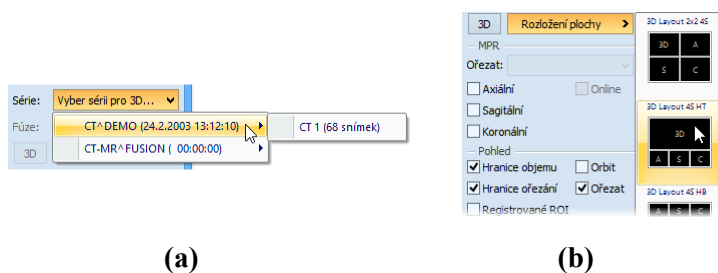 Série: Vyber sérii pro 3D...
CT^DEMO (24.2.2003 13:12:10)
CT 1 (68 snímek)
Fúze:
CT-MR^FUSION ( 00:00:00)
3D
(a)
3D Rozložení plochy
MPR
Ořezat:
Axiální Online
Sagitální
Koronální
Pohled
Hranice objemu Orbit
Hranice ořezání Ořezat
Registrované ROI
3D Layout 2x2 4S
3D A
S C
3D Layout 4S HT
3D
A S C
3D Layout 4S HB
A S C
(b)